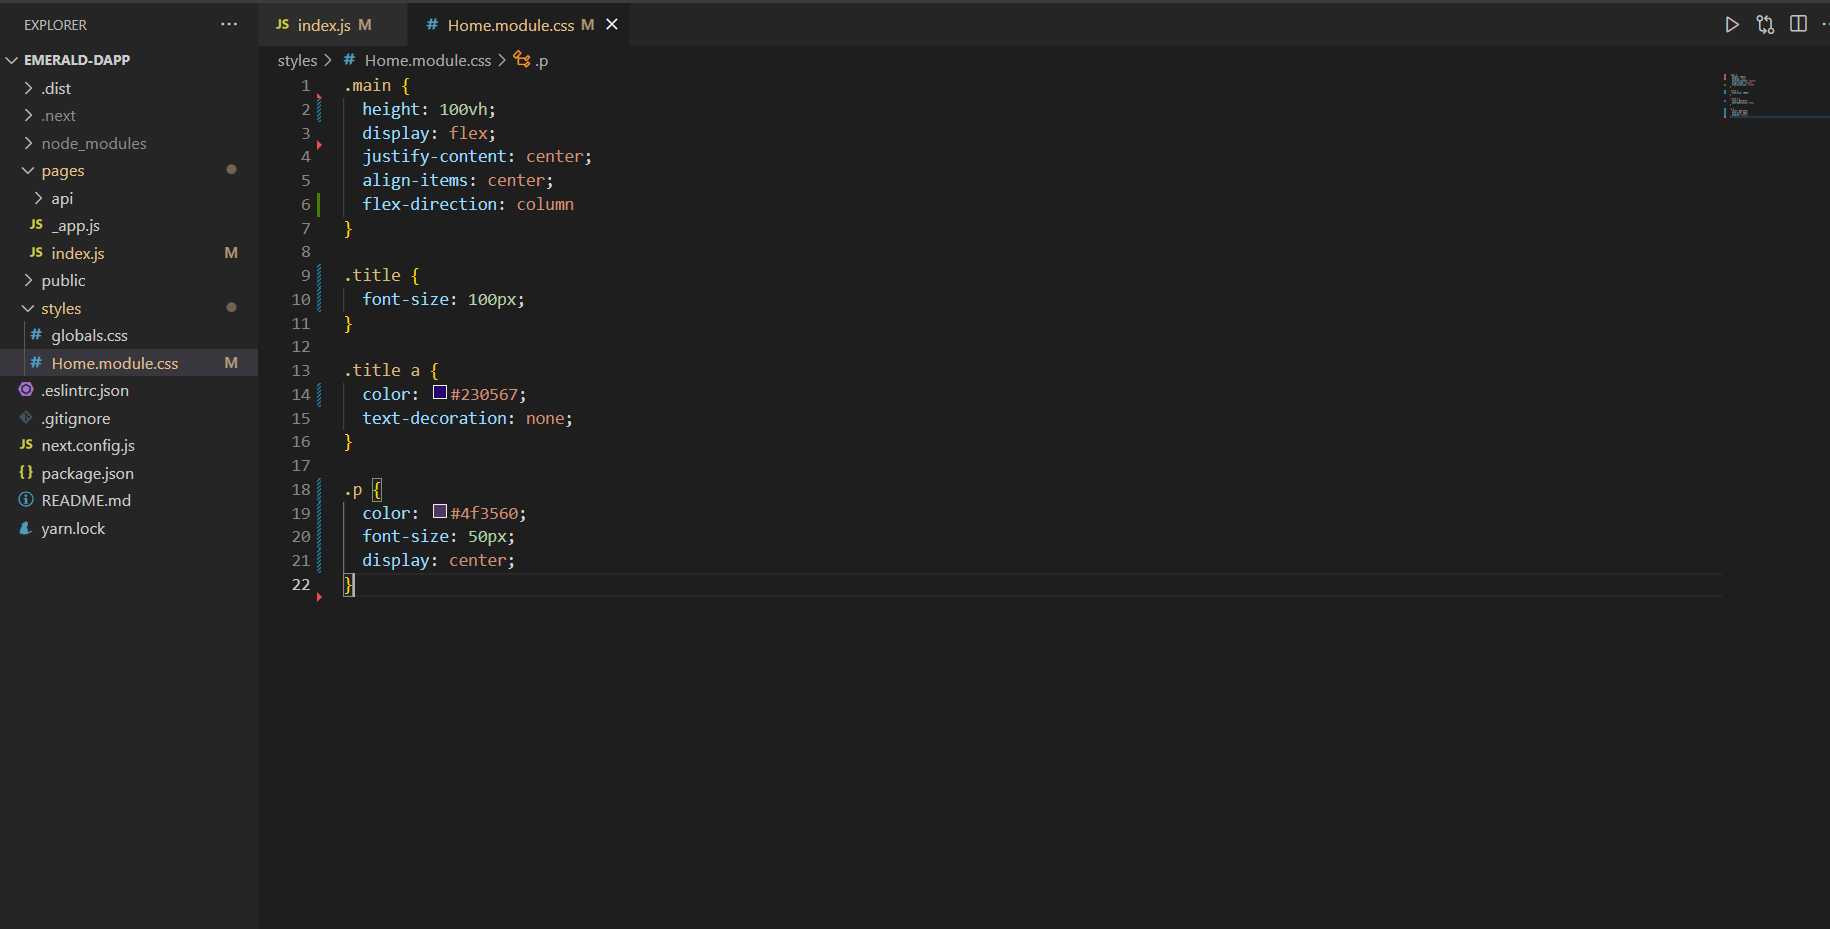 EXPLORER
EMERALD-DAPP
.dist
.next
node_modules
pages
api
JS _app.js
JS index.js M
public
styles
# globals.css
# Home.module.css M
.eslintrc.json
.gitignore
JS next.config.js
{} package.json
README.md
yarn.lock
JS index.js M
# Home.module.css M
styles > # Home.module.css > .p
1 .main {
2 height: 100vh;
3 display: flex;
4 justify-content: center;
5 align-items: center;
6 flex-direction: column
7 }
8
9 .title {
10 font-size: 100px;
11 }
12
13 .title a {
14 color: #230567;
15 text-decoration: none;
16 }
17
18 .p {
19 color: #4f3560;
20 font-size: 50px;
21 display: center;
22 }